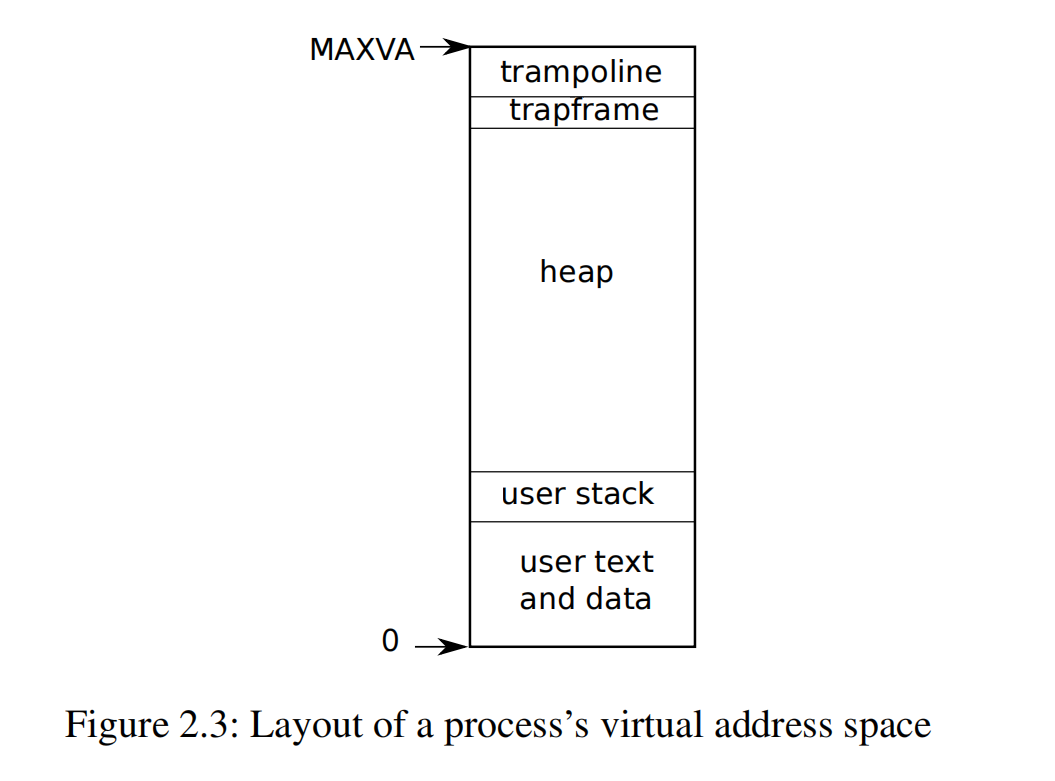 MAXVA
trampoline
trapframe
heap
user stack
user text
and data
0
Figure 2.3: Layout of a process’s virtual address space